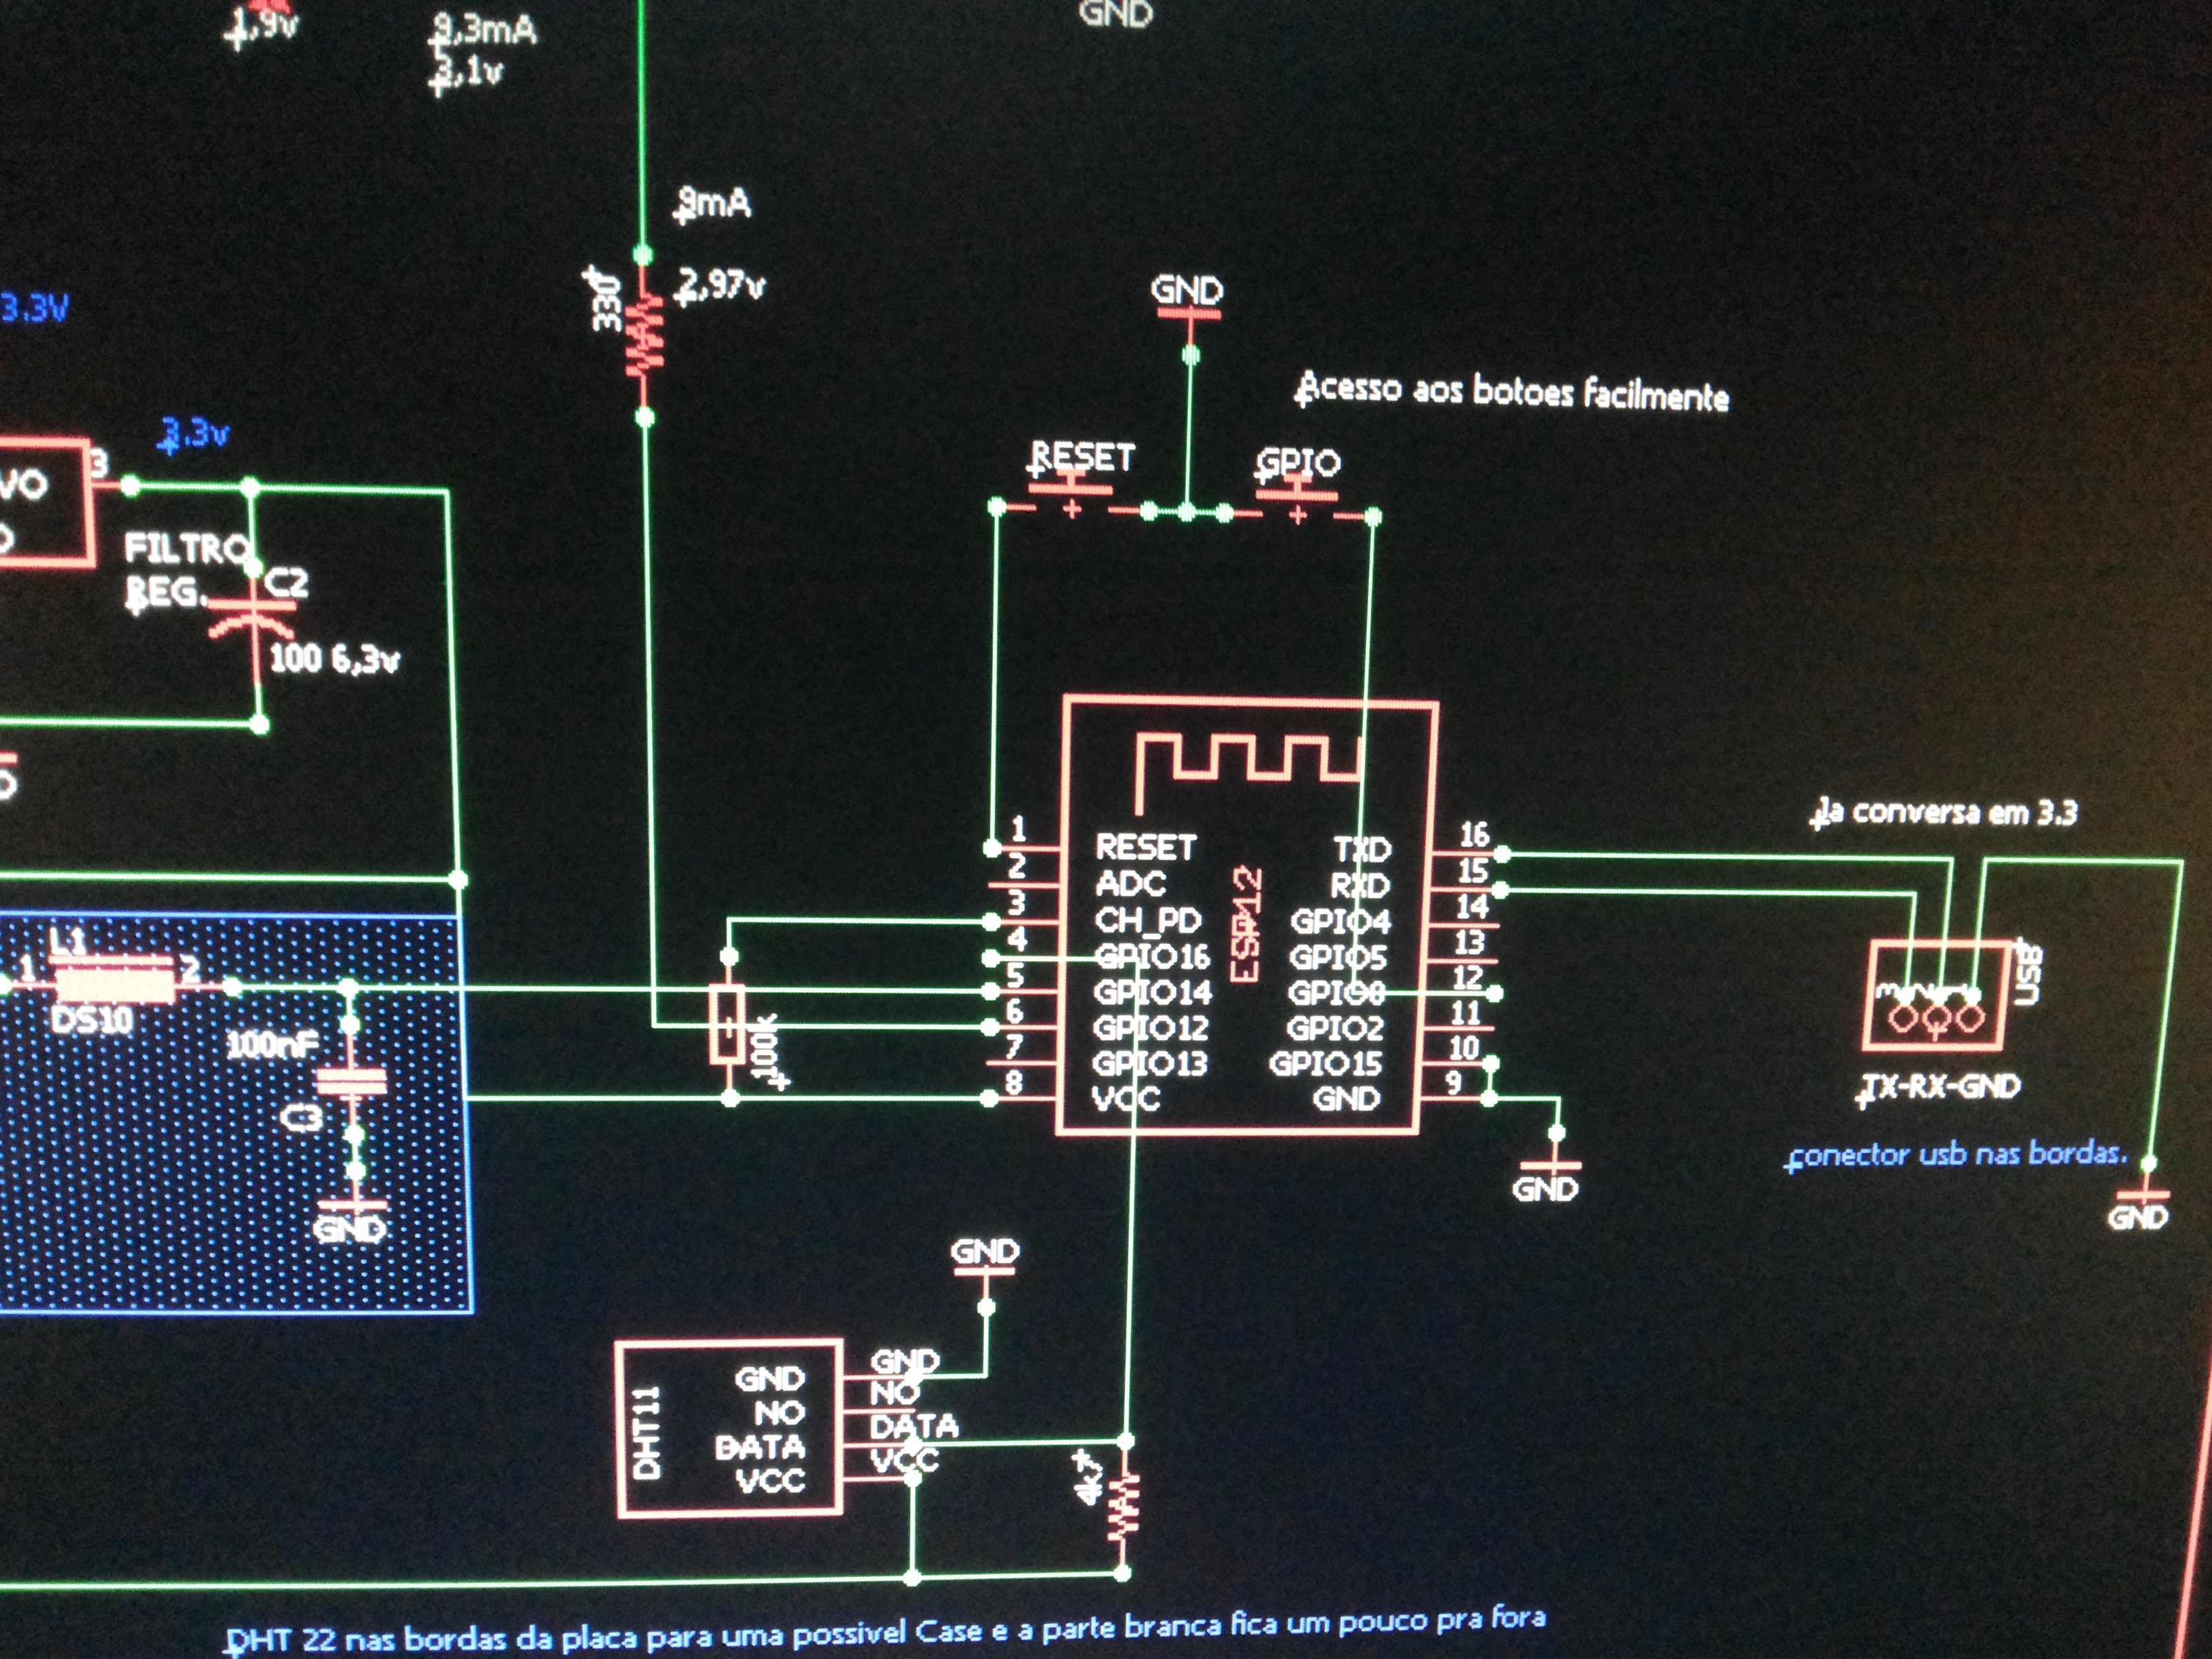 GND
1,9v
9,3mA
3,1v
9mA
330
2,97v
3.3V
3.3v
GND
Acesso aos botoes facilmente
RESET
GPIO
3
VO
FILTRO
REG.
C2
100 6,3v
1
RESET
TXD
16
2
ADC
RXD
15
3
CH_PD
GPIO4
14
4
GPIO16
GPIO5
13
5
GPIO14
GPIO0
12
6
GPIO12
GPIO2
11
7
GPIO13
GPIO15
10
8
VCC
GND
9
ESP12
GND
Ja conversa em 3.3
3 2 1
USB
TX-RX-GND
conector usb nas bordas.
GND
L1
1
2
DS10
100nF
C3
GND
100k
GND
DHT11
GND
NO
DATA
VCC
GND
NO
DATA
VCC
4k7
DHT 22 nas bordas da placa para uma possivel Case e a parte branca fica um pouco pra fora